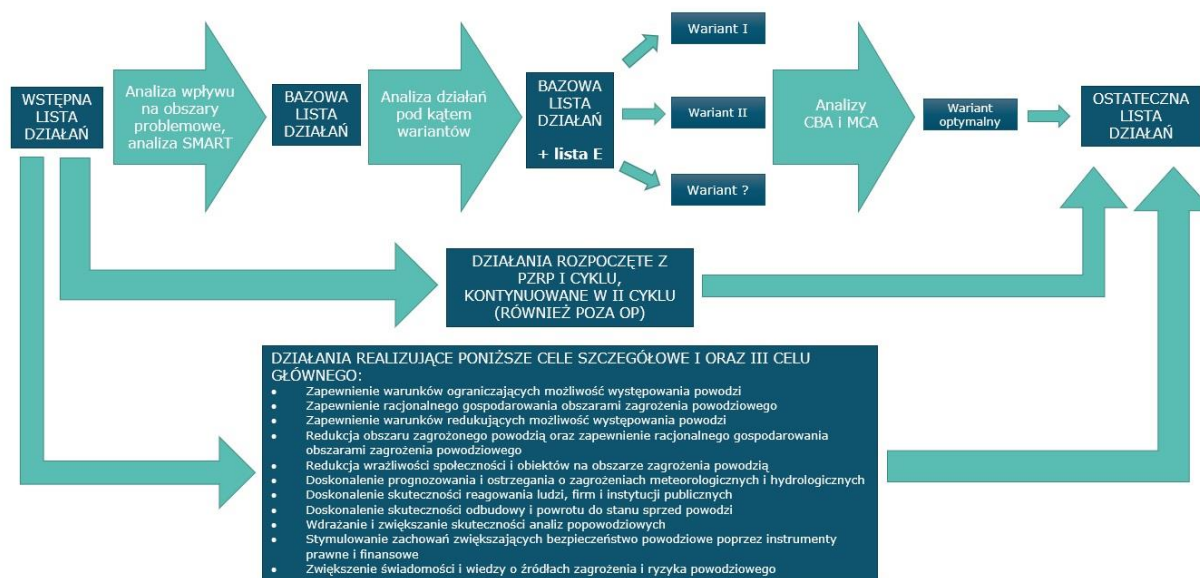 WSTĘPNA
LISTA
DZIAŁAŃ
Analiza wpływu
na obszary
problemowe,
analiza SMART
BAZOWA
LISTA
DZIAŁAŃ
Analiza działań
pod kątem
wariantów
BAZOWA
LISTA
DZIAŁAŃ
+ lista E
Wariant I
Wariant II
Wariant ?
Analizy
CBA i MCA
Wariant
optymalny
OSTATECZNA
LISTA
DZIAŁAŃ
DZIAŁANIA ROZPOCZĘTE Z
PZRP I CYKLU,
KONTYNUOWANE W II CYKLU
(RÓWNIEŻ POZA OP)
DZIAŁANIA REALIZUJĄCE PONIŻSZE CELE SZCZEGÓŁOWE I ORAZ III CELU
GŁÓWNEGO:
• Zapewnienie warunków ograniczających możliwość występowania powodzi
• Zapewnienie racjonalnego gospodarowania obszarami zagrożenia powodziowego
• Zapewnienie warunków redukujących możliwość występowania powodzi
• Redukcja obszaru zagrożonego powodzią oraz zapewnienie racjonalnego gospodarowania
obszarami zagrożenia powodziowego
• Redukcja wrażliwości społeczności i obiektów na obszarze zagrożenia powodzią
• Doskonalenie prognozowania i ostrzegania o zagrożeniach meteorologicznych i hydrologicznych
• Doskonalenie skuteczności reagowania ludzi, firm i instytucji publicznych
• Doskonalenie skuteczności odbudowy i powrotu do stanu sprzed powodzi
• Wdrażanie i zwiększanie skuteczności analiz popowodziowych
• Stymulowanie zachowań zwiększających bezpieczeństwo powodziowe poprzez instrumenty
prawne i finansowe
• Zwiększenie świadomości i wiedzy o źródłach zagrożenia i ryzyka powodziowego